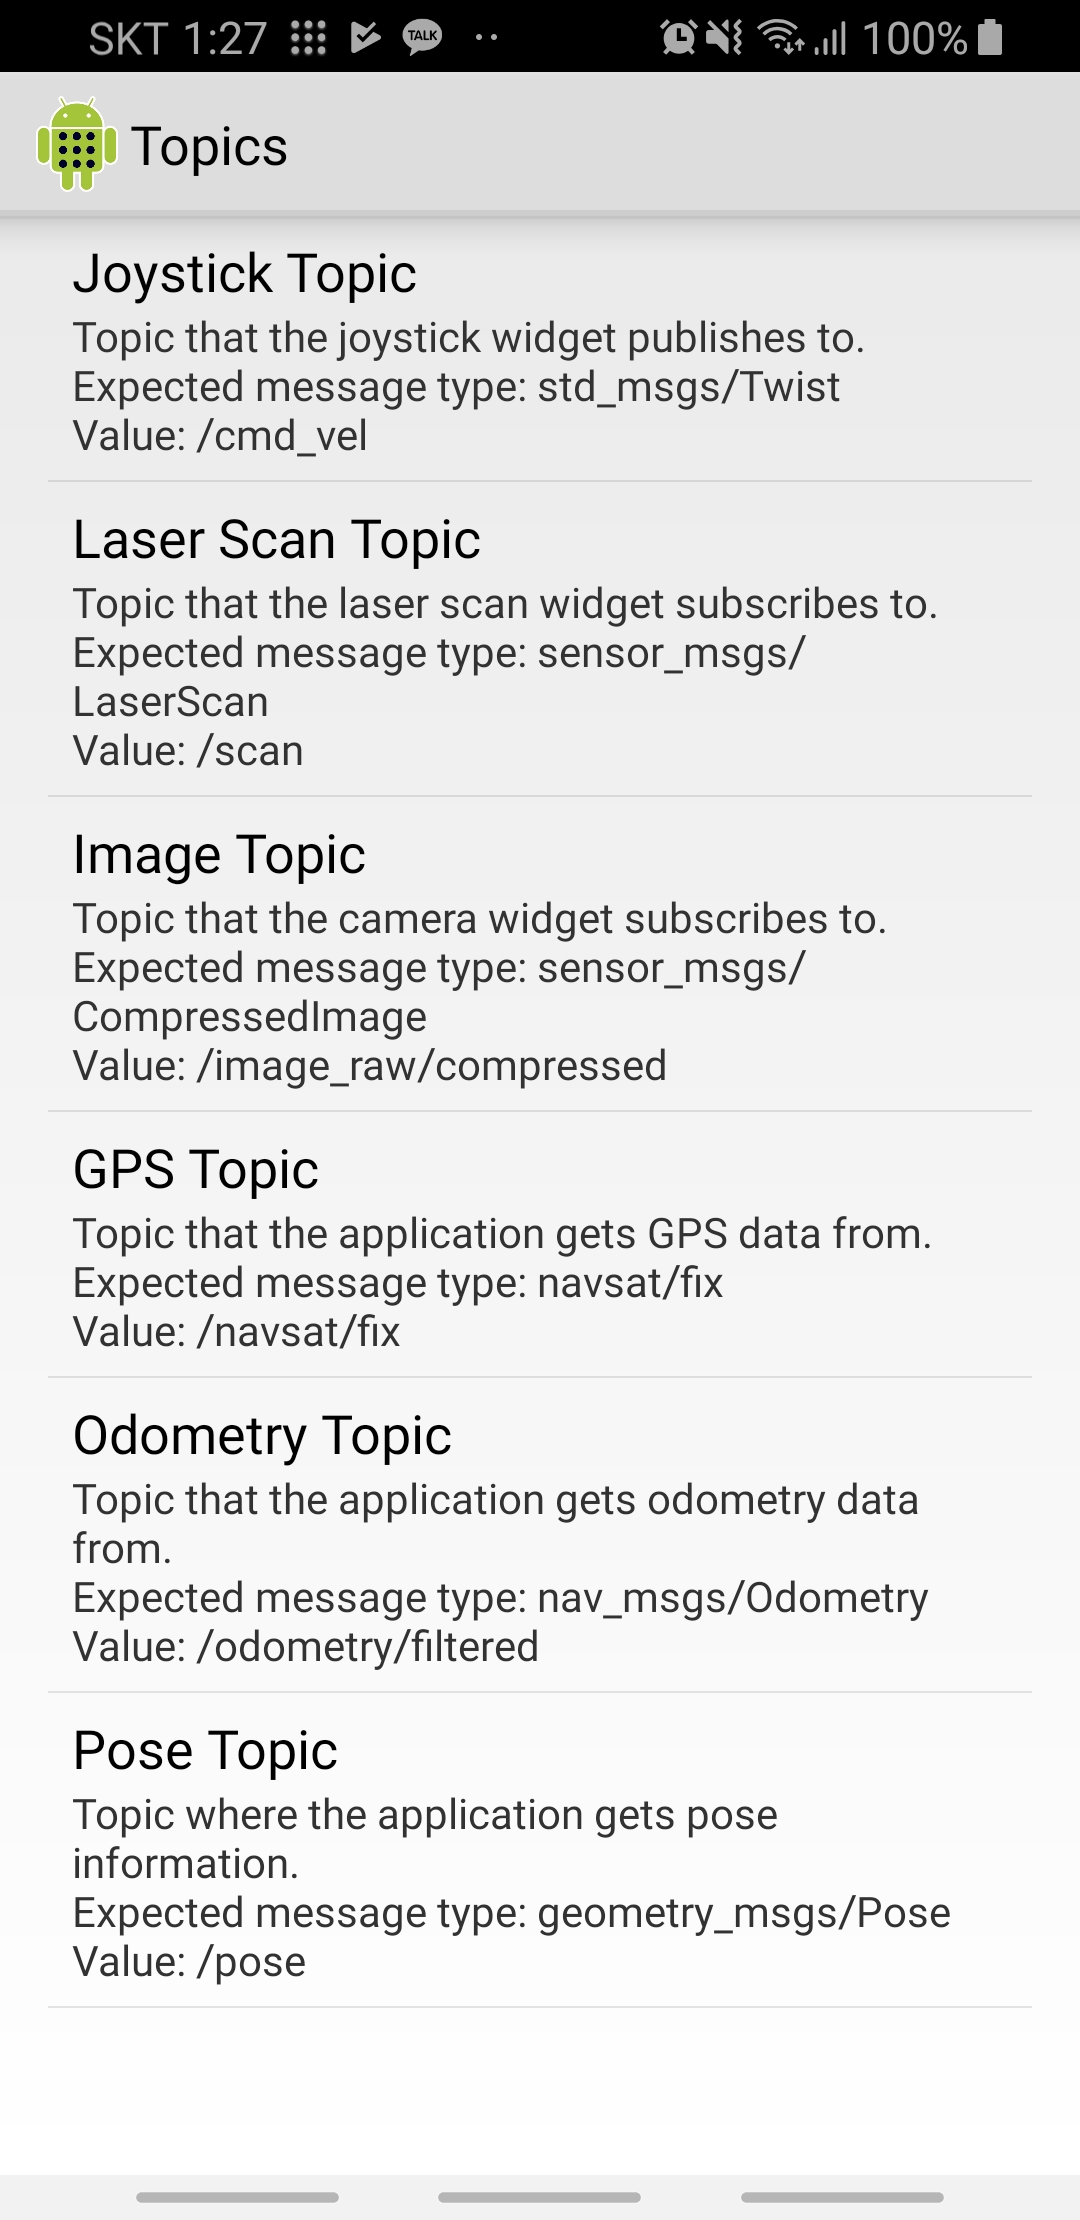 SKT 1:27 TALK 100%
Topics
Joystick Topic
Topic that the joystick widget publishes to.
Expected message type: std_msgs/Twist
Value: /cmd_vel
Laser Scan Topic
Topic that the laser scan widget subscribes to.
Expected message type: sensor_msgs/
LaserScan
Value: /scan
Image Topic
Topic that the camera widget subscribes to.
Expected message type: sensor_msgs/
CompressedImage
Value: /image_raw/compressed
GPS Topic
Topic that the application gets GPS data from.
Expected message type: navsat/fix
Value: /navsat/fix
Odometry Topic
Topic that the application gets odometry data
from.
Expected message type: nav_msgs/Odometry
Value: /odometry/filtered
Pose Topic
Topic where the application gets pose
information.
Expected message type: geometry_msgs/Pose
Value: /pose